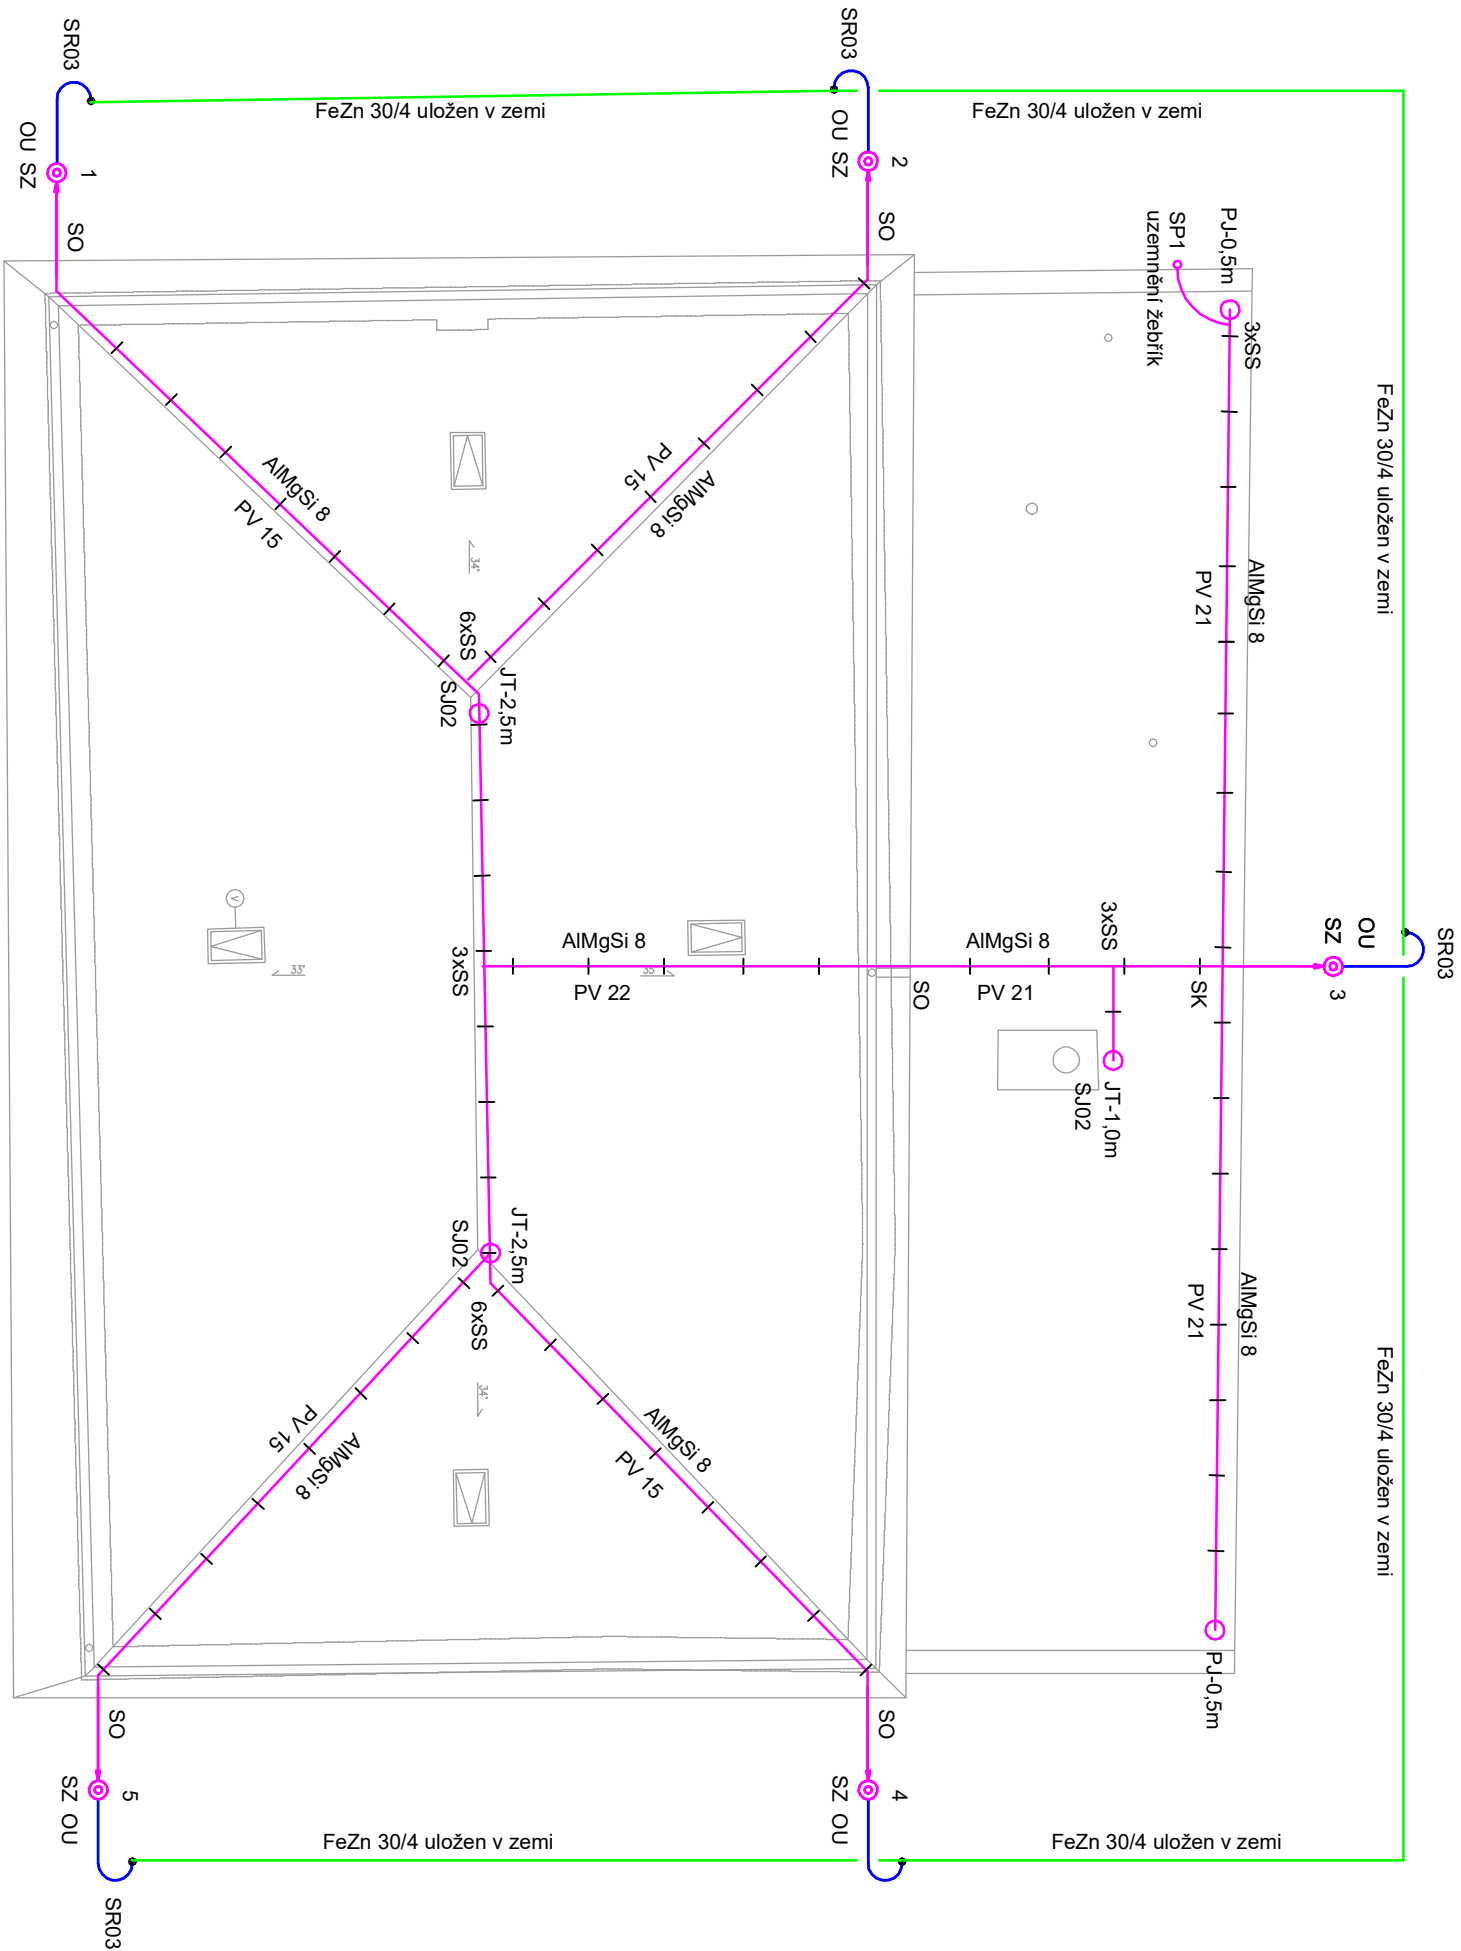 SR03
SR03
FeZn 30/4 uložen v zemi
FeZn 30/4 uložen v zemi
OU SZ
1
OU SZ
2
SO
SO
PJ-0,5m
SP1
uzemnění žebřík
3xSS
FeZn 30/4 uložen v zemi
AlMgSi 8
PV 15
PV 15
AlMgSi 8
34°
AlMgSi 8
PV 21
6xSS
SJ02
JT-2,5m
3xSS
OU
SZ
SR03
3
AlMgSi 8
PV 22
AlMgSi 8
PV 21
3xSS
V
33°
35
SO
SK
SJ02
JT-1,0m
SJ02
JT-2,5m
6xSS
34°
AlMgSi 8
PV 21
FeZn 30/4 uložen v zemi
PV 15
AlMgSi 8
AlMgSi 8
PV 15
PJ-0,5m
SO
SO
SZ OU
5
SZ OU
4
FeZn 30/4 uložen v zemi
FeZn 30/4 uložen v zemi
SR03